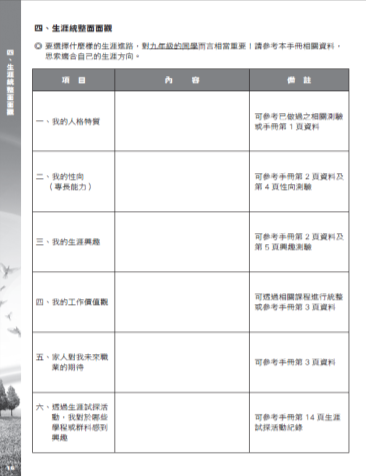 四、生涯統整面面觀
四、生涯統整面面觀
◎ 要選擇什麼樣的生涯進路，對九年級的同學而言相當重要！請參考本手冊相關資料，
思索適合自己的生涯方向。
項 目
內 容
備 註
一、我的人格特質
可參考已做過之相關測驗
或手冊第 1 頁資料
二、我的性向
（專長能力）
可參考手冊第 2 頁資料及
第 4 頁性向測驗
三、我的生涯興趣
可參考手冊第 2 頁資料及
第 5 頁興趣測驗
四、我的工作價值觀
可透過相關課程進行統整
或參考手冊第 3 頁資料
五、家人對我未來職
業的期待
可參考手冊第 3 頁資料
六、透過生涯試探活
動，我對於哪些
學程或群科感到
興趣
可參考手冊第 14 頁生涯
試探活動紀錄